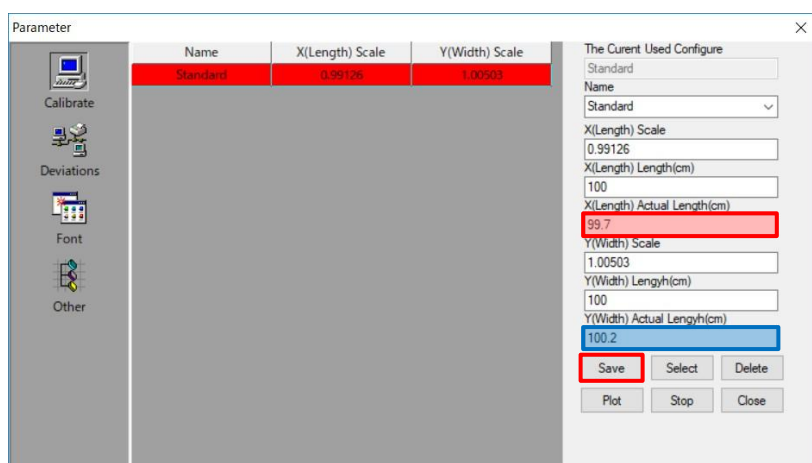 Parameter
Calibrate
Deviations
Font
Other
Name X(Length) Scale Y(Width) Scale
Standard 0.99126 1.00503
The Curent Used Configure
Standard
Name
Standard
X(Length) Scale
0.99126
X(Length) Length(cm)
100
X(Length) Actual Length(cm)
99.7
Y(Width) Scale
1.00503
Y(Width) Lengyh(cm)
100
Y(Width) Actual Lengyh(cm)
100.2
Save Select Delete
Plot Stop Close